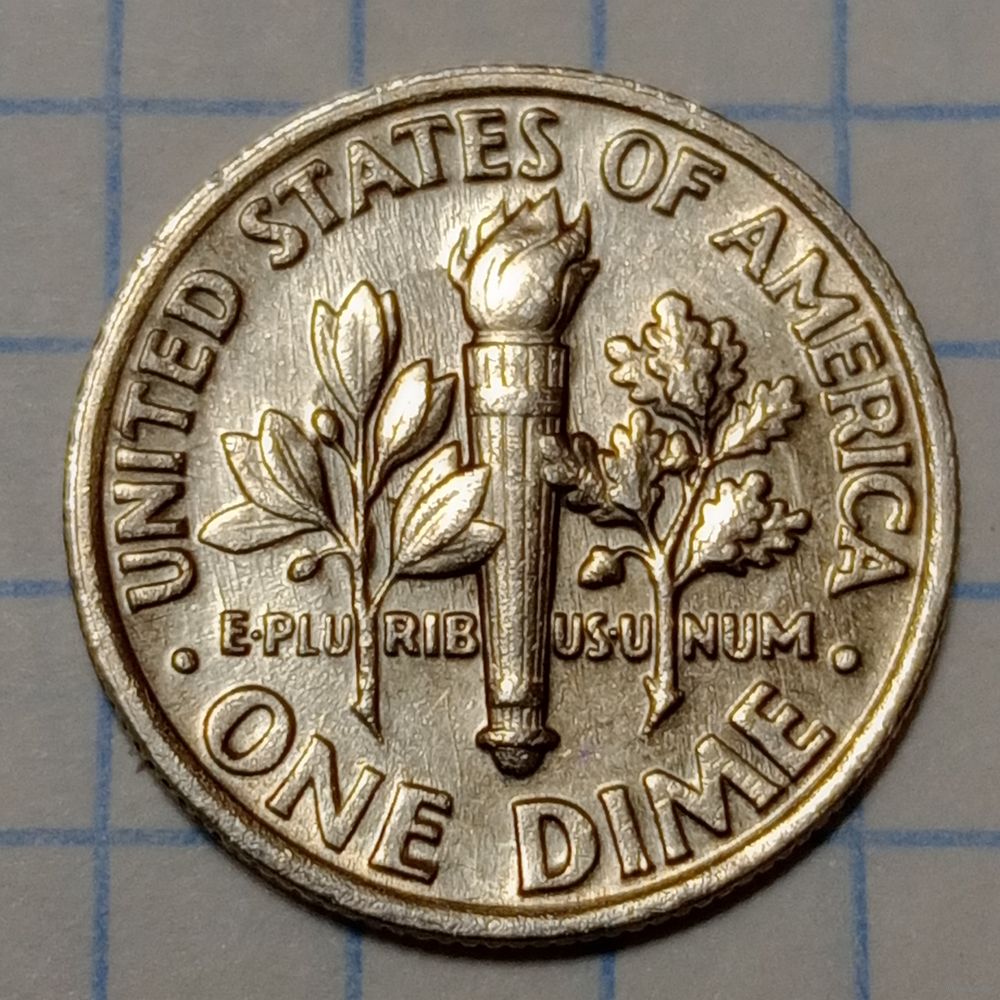 UNITED STATES OF AMERICA
E·PLURIBUS·UNUM
· ONE DIME ·